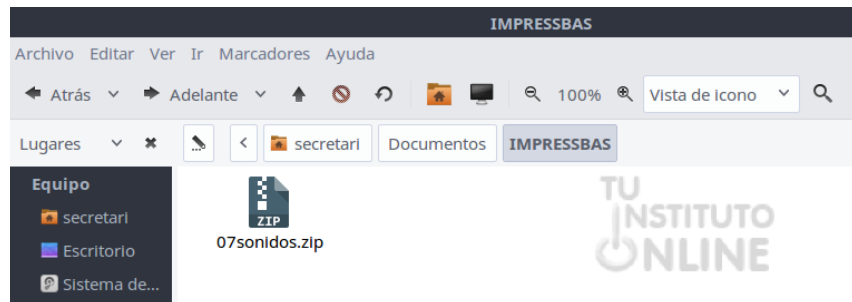 IMPRESSBAS
Archivo Editar Ver Ir Marcadores Ayuda
Atrás Adelante 100% Vista de icono
Lugares secretari Documentos IMPRESSBAS
Equipo
secretari
Escritorio
Sistema de...
ZIP
07sonidos.zip
TU
INSTITUTO
ONLINE